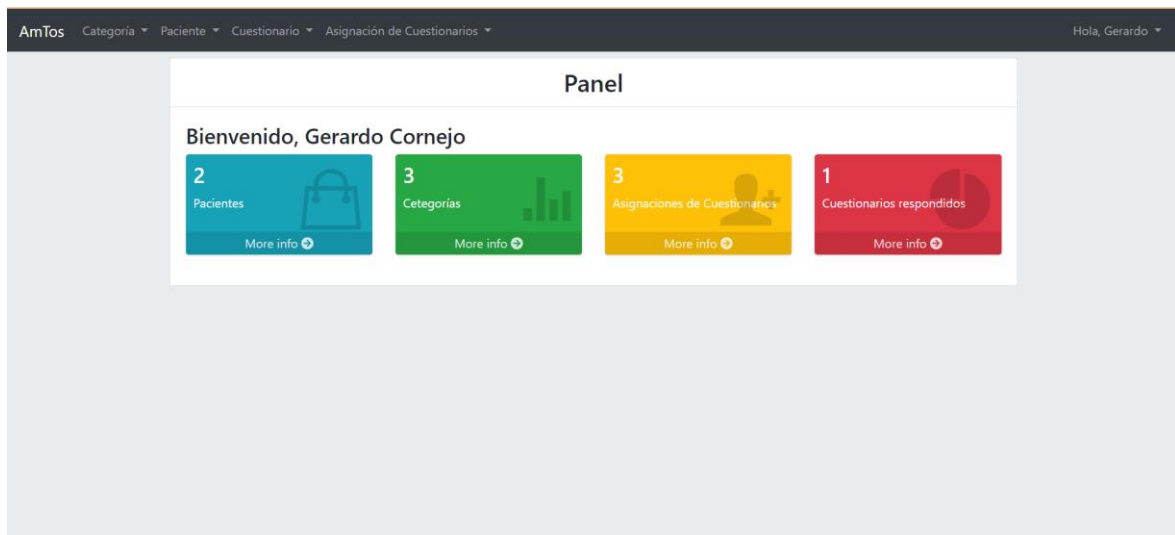 AmTos Categoría Paciente Cuestionario Asignación de Cuestionarios Hola, Gerardo
Panel
Bienvenido, Gerardo Cornejo
2
Pacientes
More info
3
Cetegorías
More info
3
Asignaciones de Cuestionarios
More info
1
Cuestionarios respondidos
More info